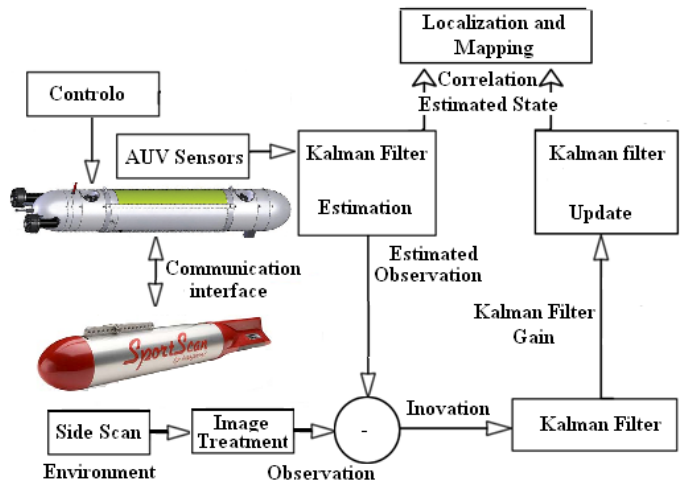 Localization and
Mapping
Controlo
Correlation
Estimated State
AUV Sensors
Kalman Filter
Estimation
Kalman filter
Update
Estimated
Observation
Communication
interface
Kalman Filter
Gain
SportScan
Inovation
Side Scan
Image
Treatment
-
Kalman Filter
Environment
Observation